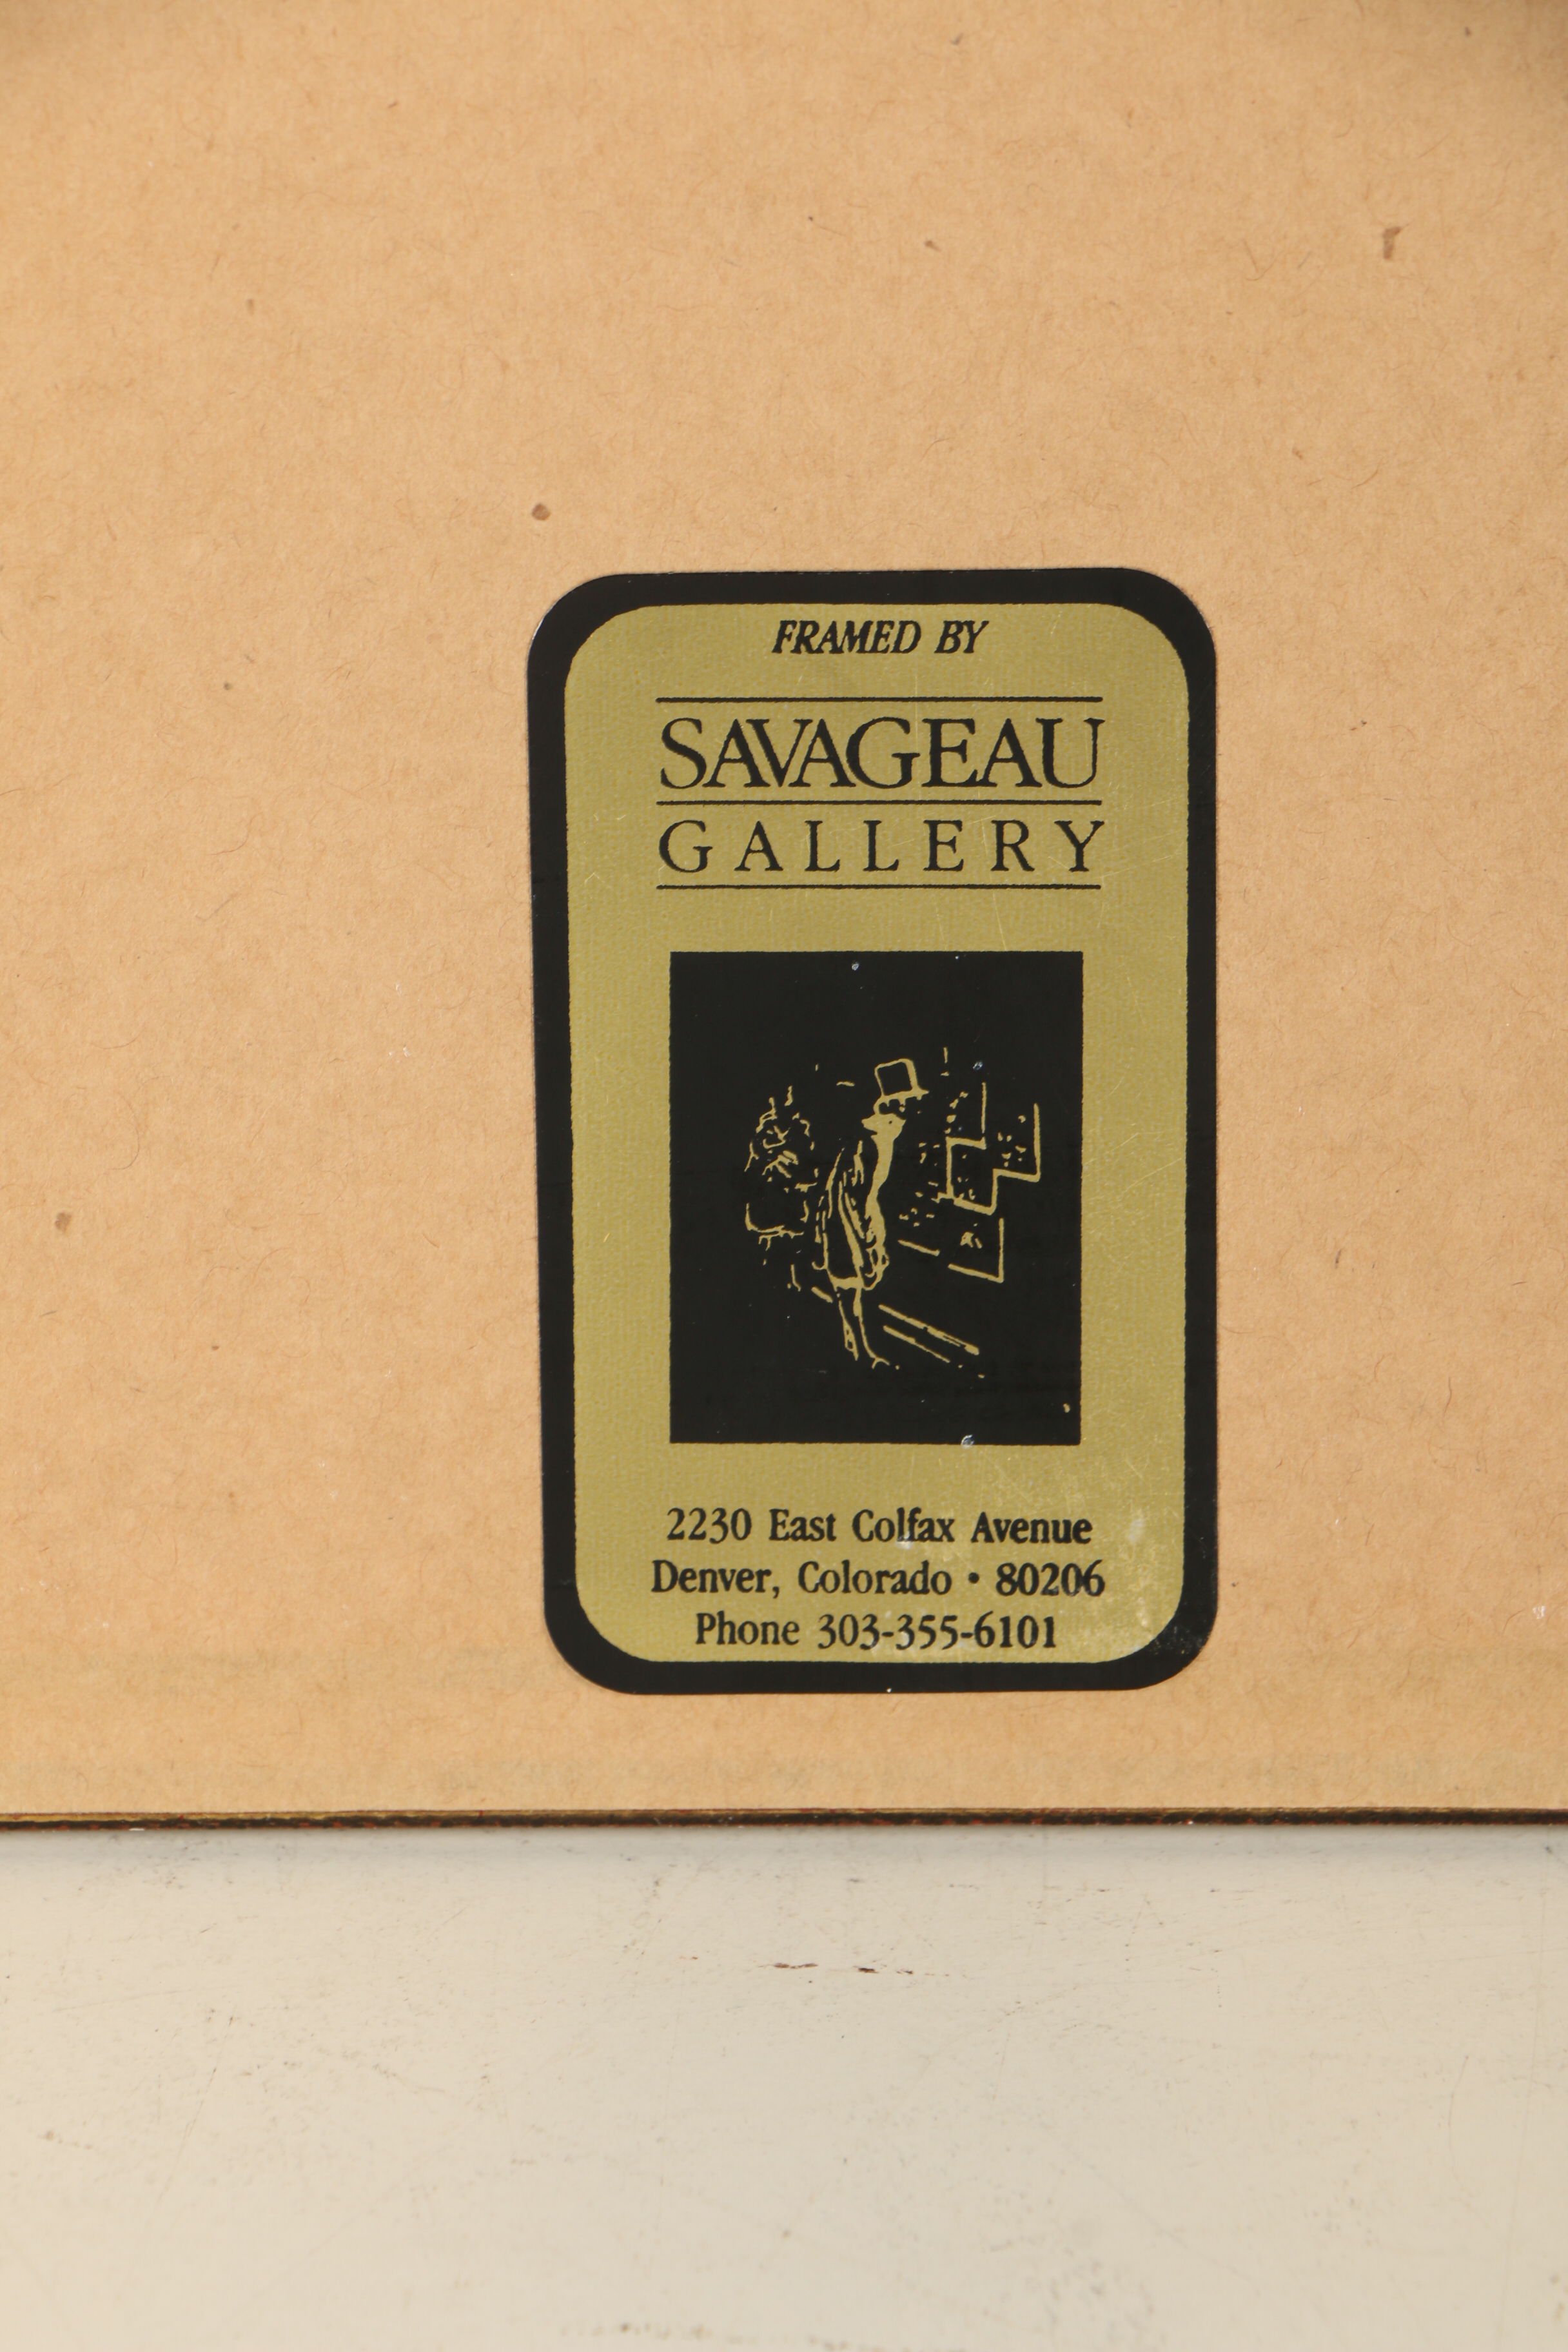 FRAMED BY
SAVAGEAU
GALLERY
2230 East Colfax Avenue
Denver, Colorado • 80206
Phone 303-355-6101